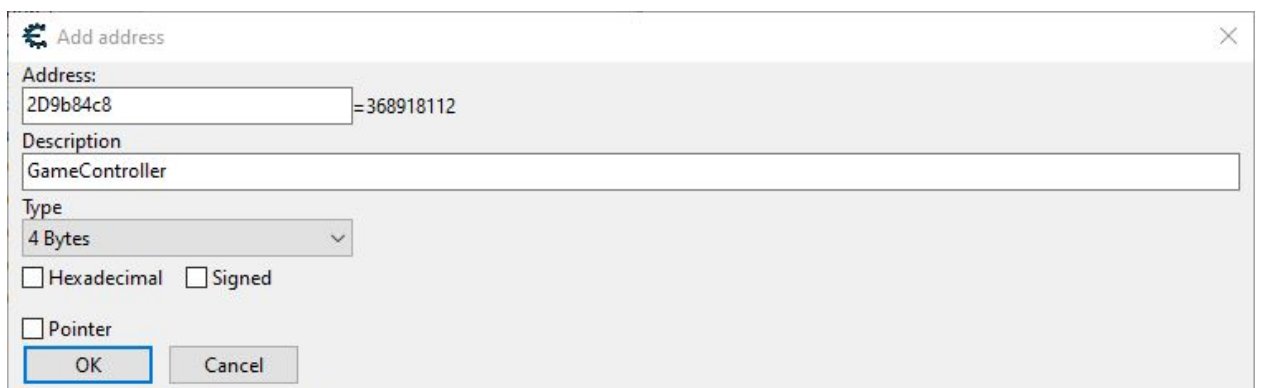 Add address
Address:
2D9b84c8 =368918112
Description
GameController
Type
4 Bytes
Hexadecimal Signed
Pointer
OK Cancel